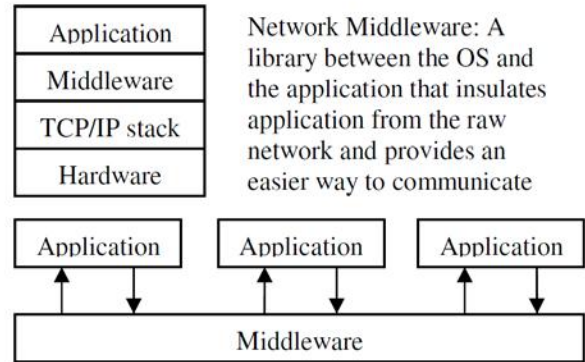 Application
Middleware
TCP/IP stack
Hardware
Network Middleware: A
library between the OS and
the application that insulates
application from the raw
network and provides an
easier way to communicate
Application
Application
Application
Middleware